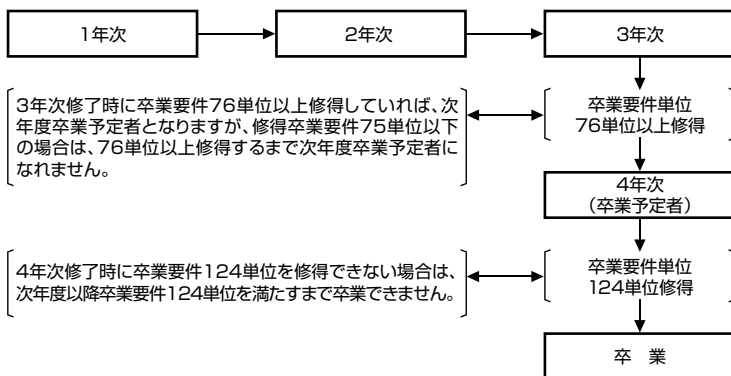 1年次
2年次
3年次
3年次修了時に卒業要件76単位以上修得していれば、次
年度卒業予定者となりますが、修得卒業要件75単位以下
の場合は、76単位以上修得するまで次年度卒業予定者に
なれません。
卒業要件単位
76単位以上修得
4年次
(卒業予定者)
4年次修了時に卒業要件124単位を修得できない場合は、
次年度以降卒業要件124単位を満たすまで卒業できません。
卒業要件単位
124単位修得
卒　業